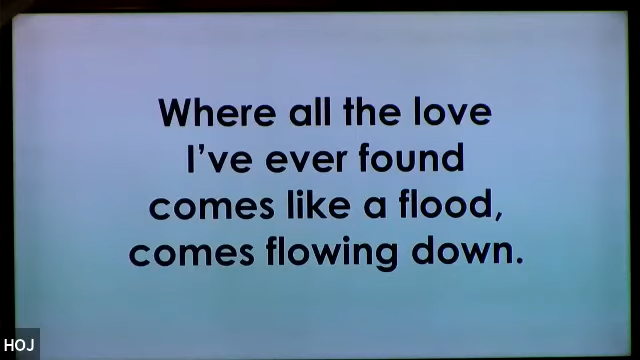 Where all the love
I've ever found
comes like a flood,
comes flowing down.
HOJ